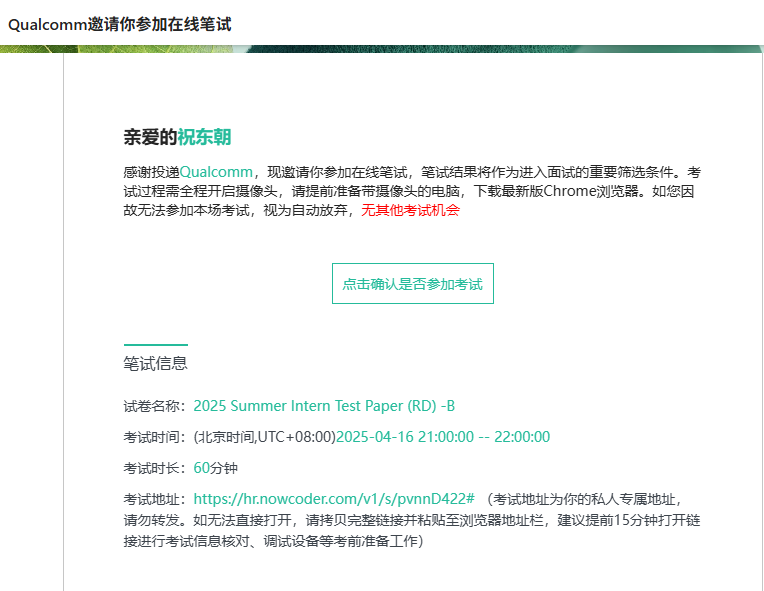 Qualcomm邀请你参加在线笔试
亲爱的祝东朝
感谢投递Qualcomm，现邀请你参加在线笔试，笔试结果将作为进入面试的重要筛选条件。考
试过程需全程开启摄像头，请提前准备带摄像头的电脑，下载最新版Chrome浏览器。如您因
故无法参加本场考试，视为自动放弃，无其他考试机会
点击确认是否参加考试
笔试信息
试卷名称：2025 Summer Intern Test Paper (RD) -B
考试时间：(北京时间,UTC+08:00)2025-04-16 21:00:00 -- 22:00:00
考试时长：60分钟
考试地址：https://hr.nowcoder.com/v1/s/pvnnD422# （考试地址为你的私人专属地址，
请勿转发。如无法直接打开，请拷贝完整链接并粘贴至浏览器地址栏，建议提前15分钟打开链
接进行考试信息核对、调试设备等考前准备工作）